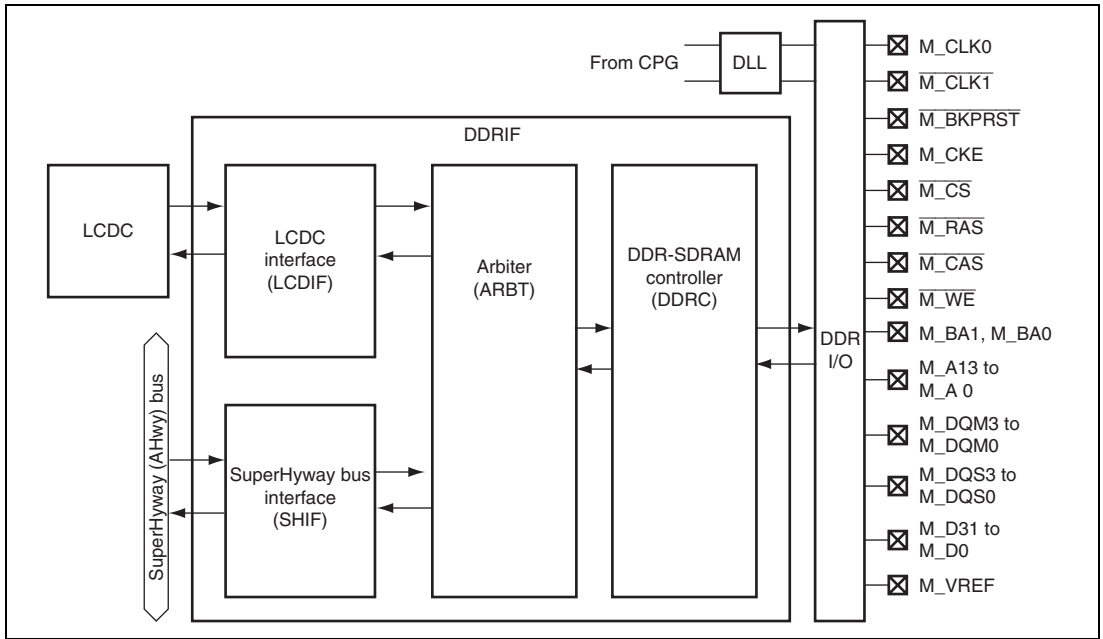 From CPG
DLL
DDRIF
LCDC
LCDC
interface
(LCDIF)
Arbiter
(ARBT)
DDR-SDRAM
controller
(DDRC)
SuperHyway bus
interface
(SHIF)
SuperHyway (AHwy) bus
DDR
I/O
M_CLK0
M_CLK1
M_BKPRST
M_CKE
M_CS
M_RAS
M_CAS
M_WE
M_BA1, M_BA0
M_A13 to
M_A 0
M_DQM3 to
M_DQM0
M_DQS3 to
M_DQS0
M_D31 to
M_D0
M_VREF